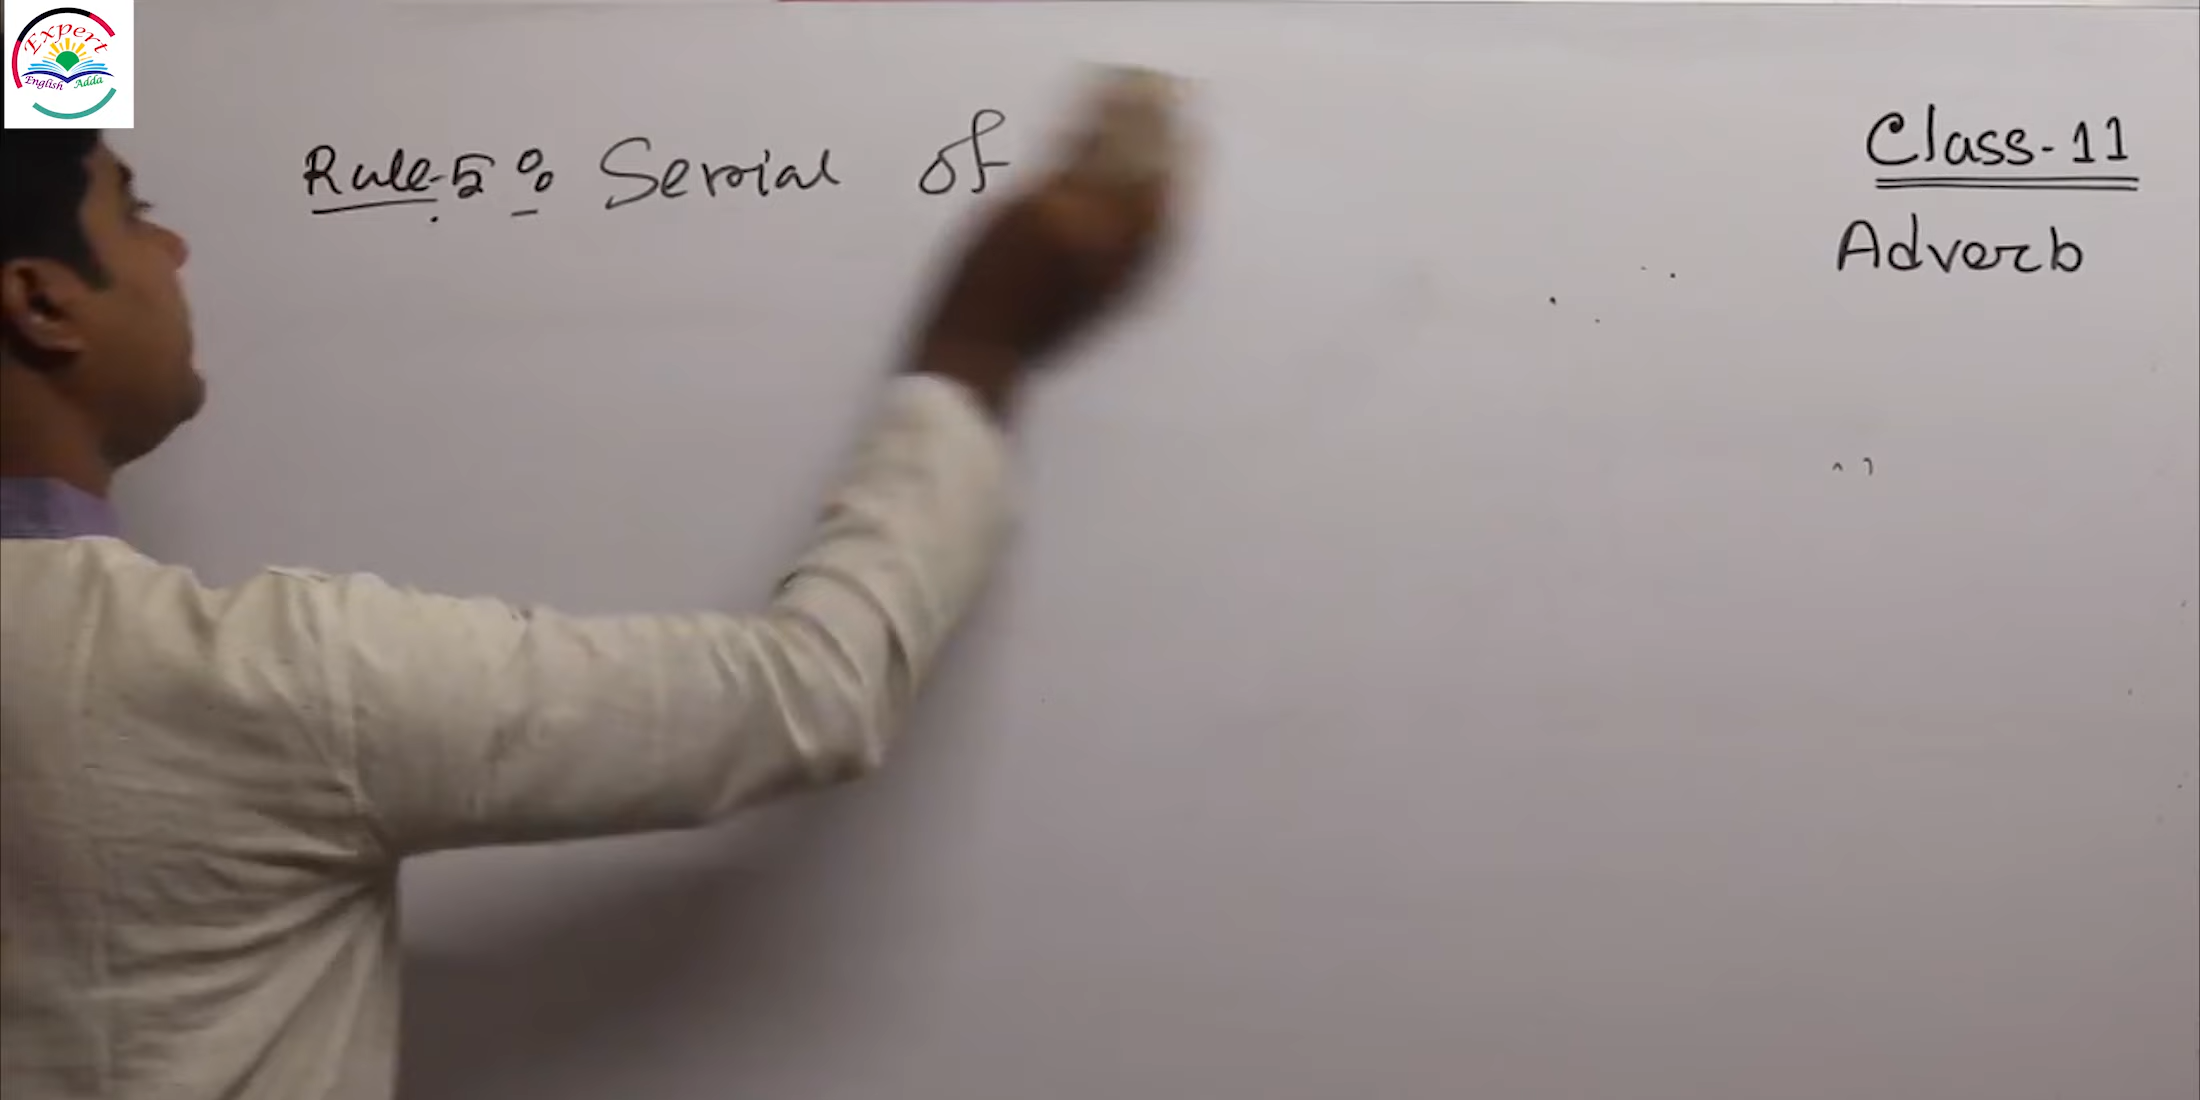 Expert
English Adda
Rule-5 : Serial of
Class-11
Adverb